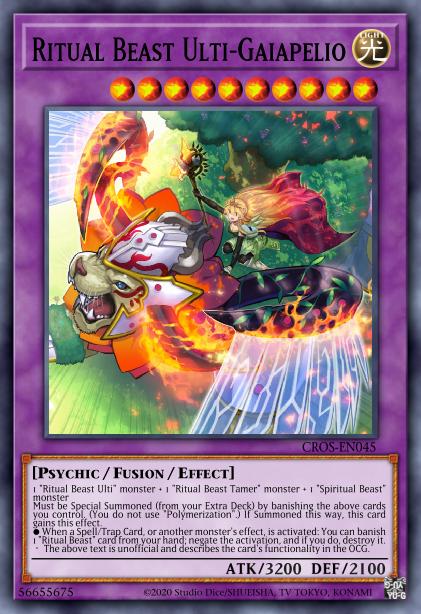 RITUAL BEAST ULTI-GAIAPELIO
LIGHT
光
CROS-EN045
[PSYCHIC / FUSION / EFFECT]
1 "Ritual Beast Ulti" monster + 1 "Ritual Beast Tamer" monster + 1 "Spiritual Beast"
monster
Must be Special Summoned (from your Extra Deck) by banishing the above cards
you control. (You do not use "Polymerization".) If Summoned this way, this card
gains this effect.
●When a Spell/Trap Card, or another monster's effect, is activated: You can banish
1 "Ritual Beast" card from your hand; negate the activation, and if you do, destroy it.
· The above text is unofficial and describes the card's functionality in the OCG.
ATK/3200 DEF/2100
56655675
©2020 Studio Dice/SHUEISHA, TV TOKYO, KONAMI